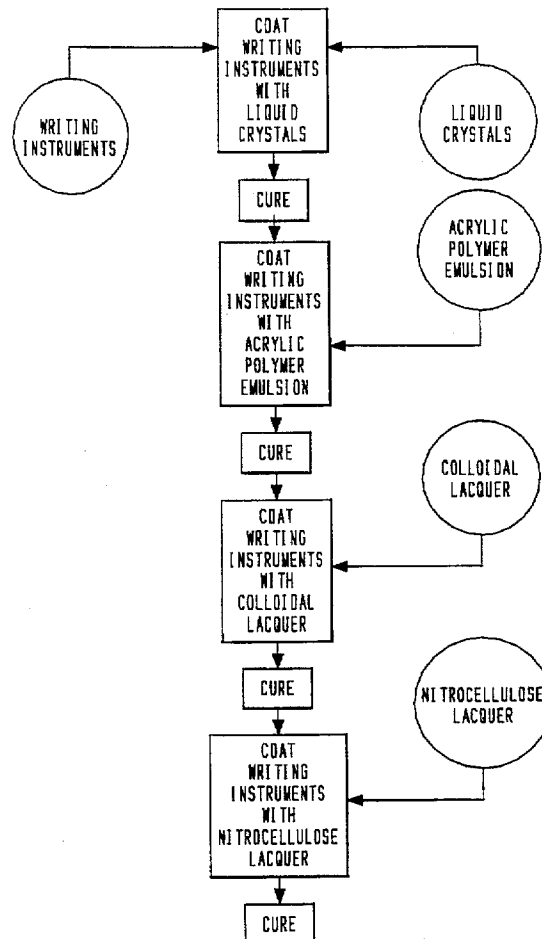 COAT
WRITING
INSTRUMENTS
WITH
LIQUID
CRYSTALS
WRITING
INSTRUMENTS
LIQUID
CRYSTALS
CURE
ACRYLIC
POLYMER
EMULSION
COAT
WRITING
INSTRUMENTS
WITH
ACRYLIC
POLYMER
EMULSION
CURE
COLLOIDAL
LACQUER
COAT
WRITING
INSTRUMENTS
WITH
COLLOIDAL
LACQUER
CURE
NITROCELLULOSE
LACQUER
COAT
WRITING
INSTRUMENTS
WITH
NITROCELLULOSE
LACQUER
CURE